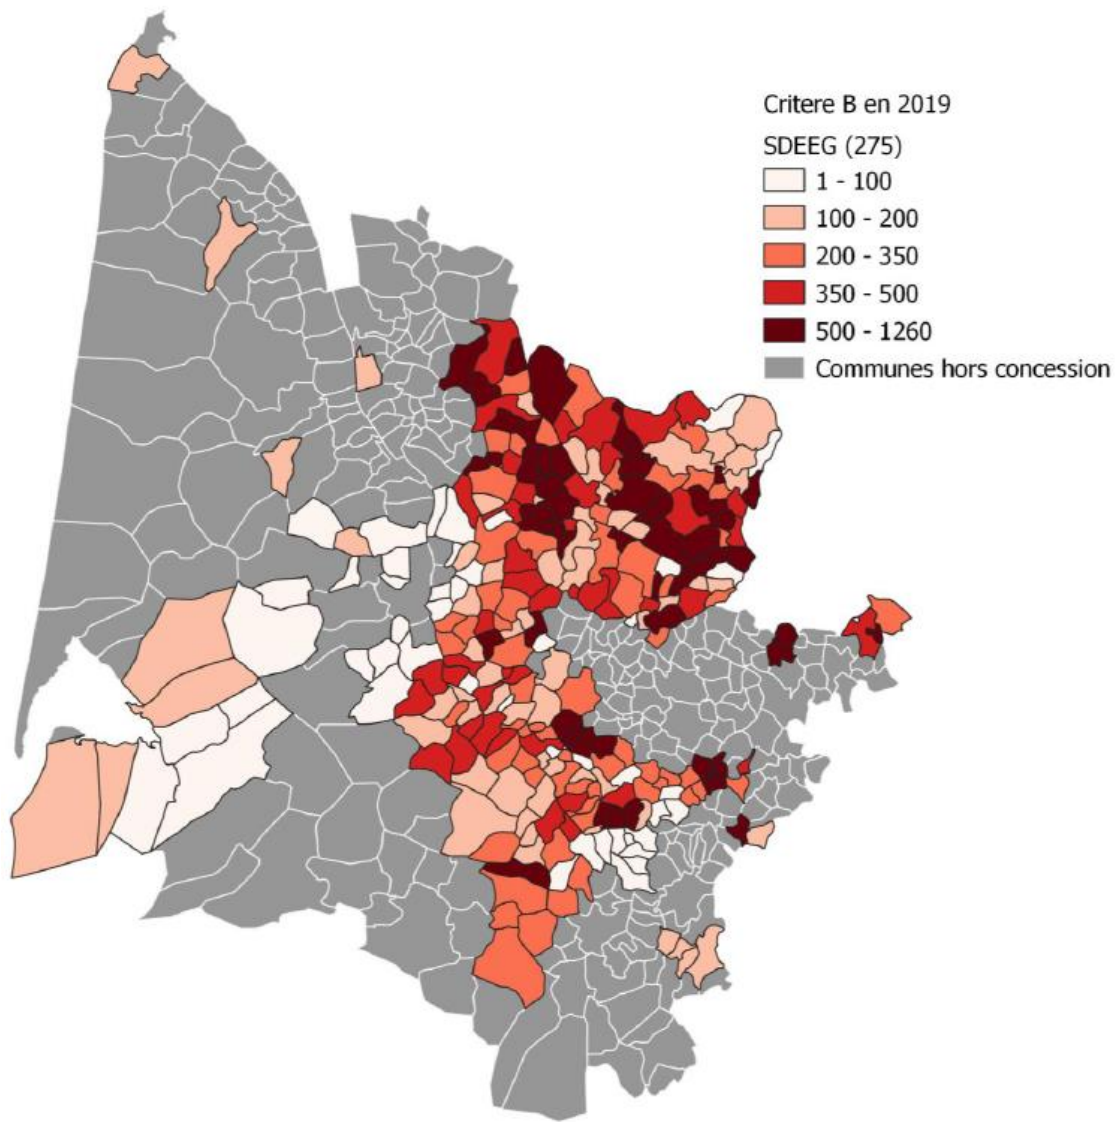 Critere B en 2019
SDEEG (275)
1 - 100
100 - 200
200 - 350
350 - 500
500 - 1260
Communes hors concession